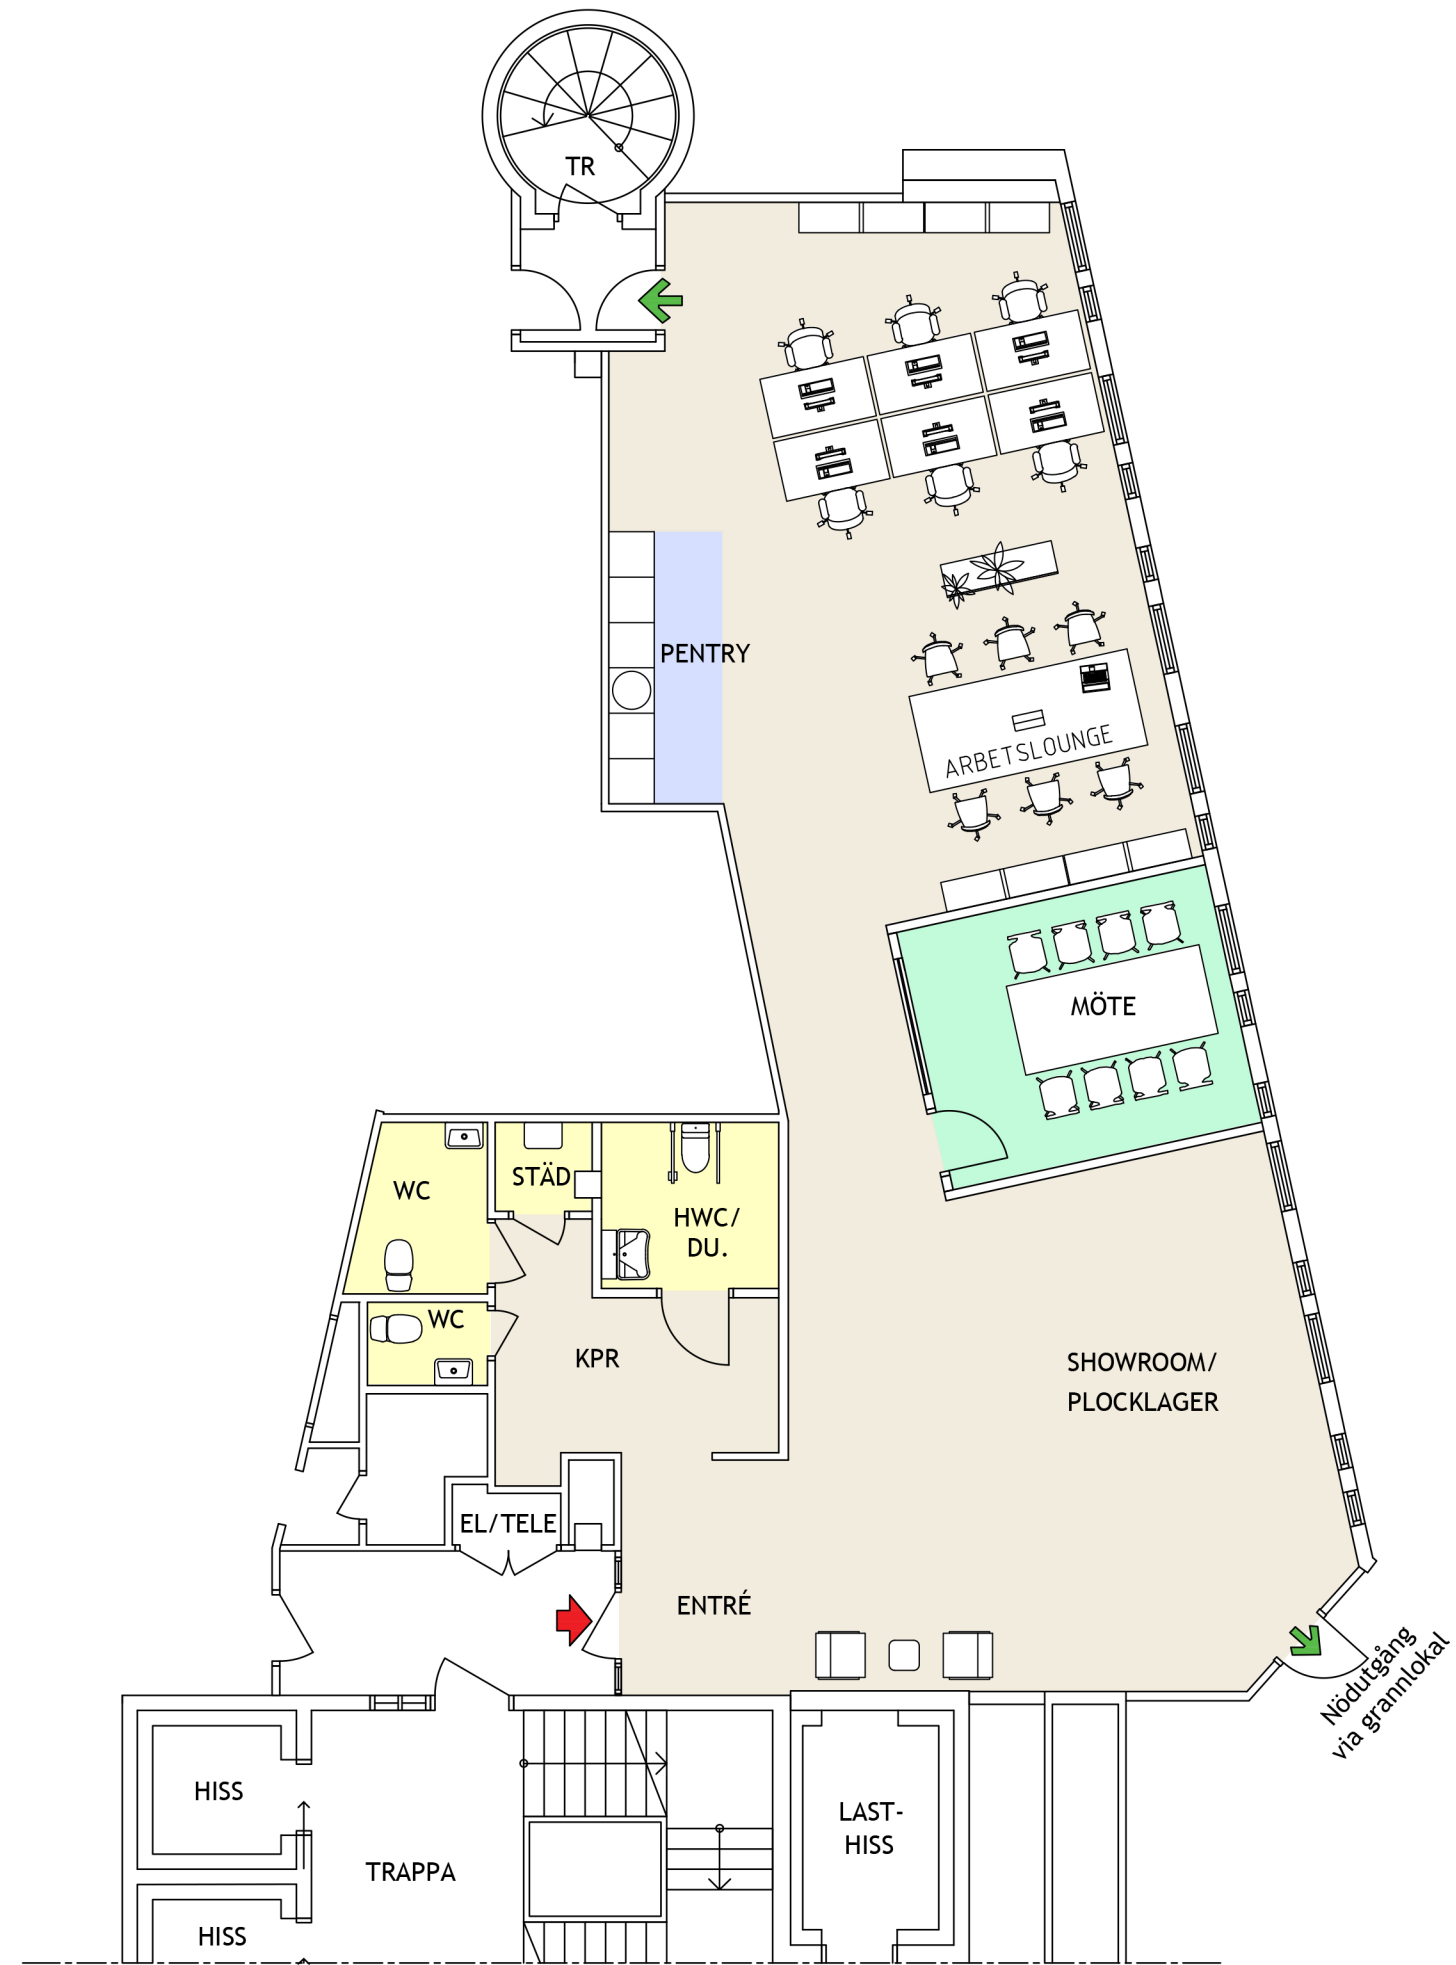 TR
PENTRY
ARBETSLOUNGE
MÖTE
WC
STÄD
HWC/
DU.
WC
KPR
SHOWROOM/
PLOCKLAGER
EL/TELE
ENTRÉ
Nödutgång
via grannlokal
HISS
LAST-
HISS
TRAPPA
HISS